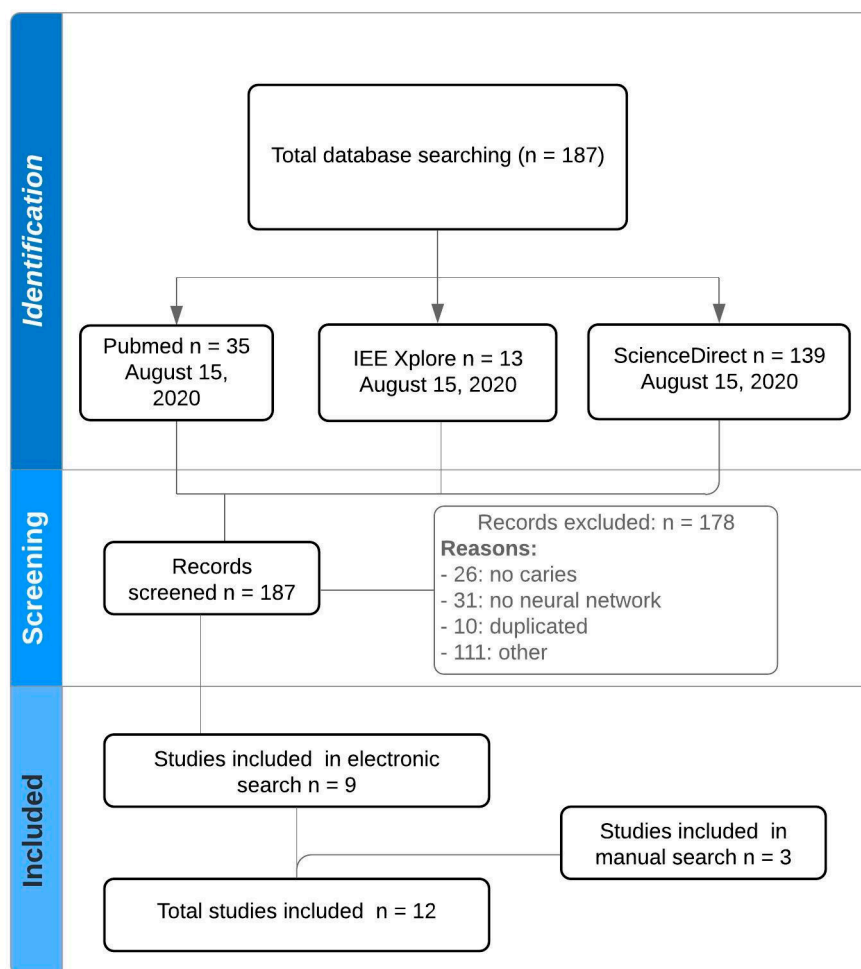 Identification
Total database searching (n = 187)
Pubmed n = 35
August 15,
2020
IEE Xplore n = 13
August 15, 2020
ScienceDirect n = 139
August 15, 2020
Screening
Records
screened n = 187
Records excluded: n = 178
Reasons:
- 26: no caries
- 31: no neural network
- 10: duplicated
- 111: other
Included
Studies included in electronic
search n = 9
Studies included in
manual search n = 3
Total studies included n = 12